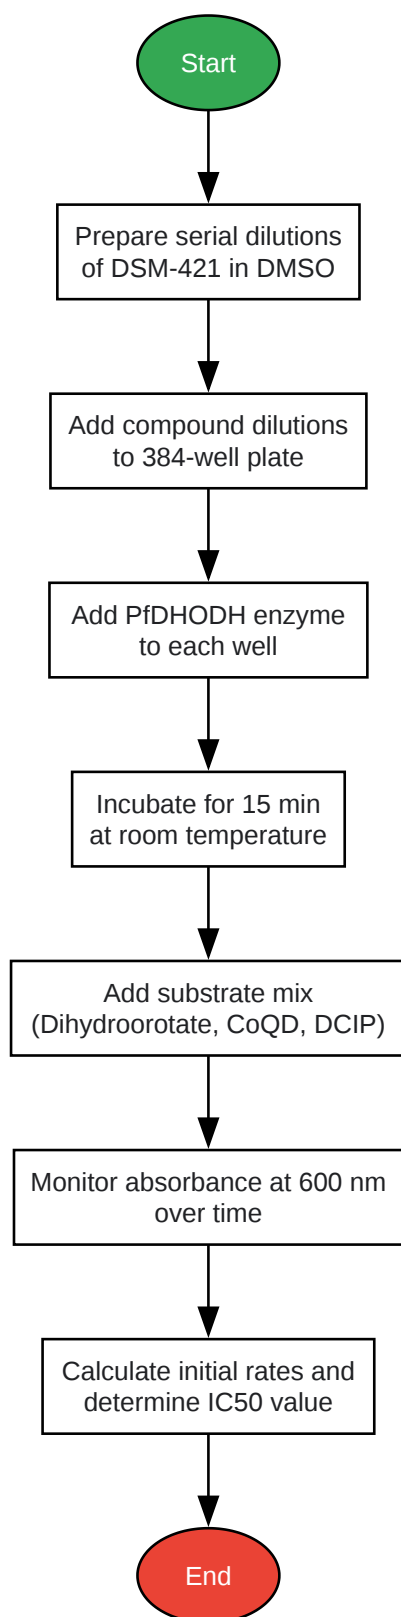 Start
Prepare serial dilutions
of DSM-421 in DMSO
Add compound dilutions
to 384-well plate
Add PfDHODH enzyme
to each well
Incubate for 15 min
at room temperature
Add substrate mix
(Dihydroorotate, CoQD, DCIP)
Monitor absorbance at 600 nm
over time
Calculate initial rates and
determine IC50 value
End